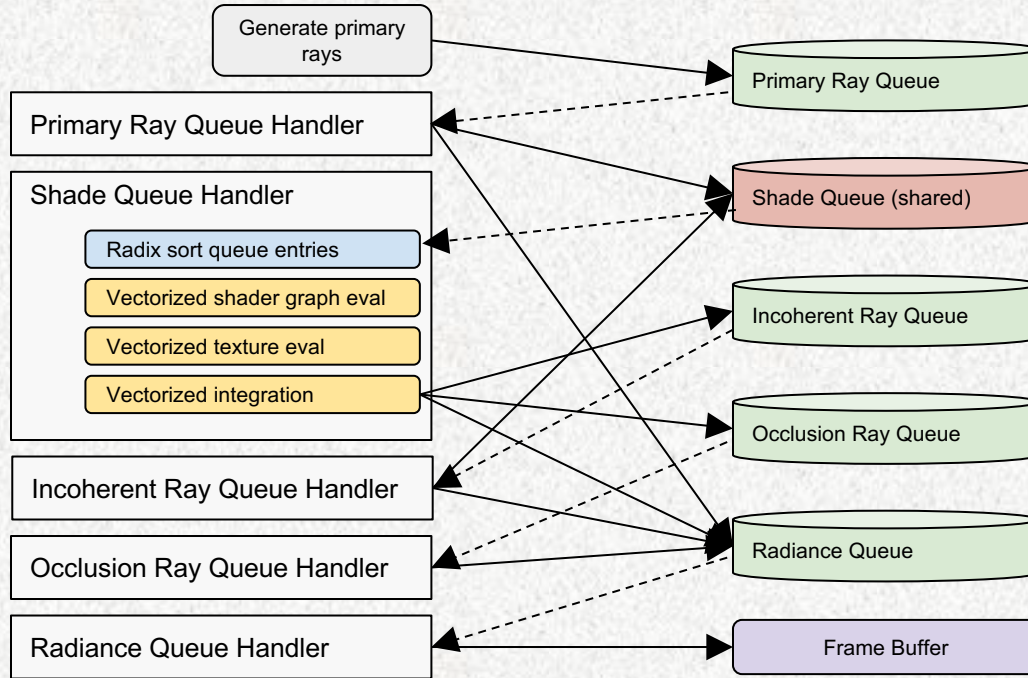 Generate primary
rays
Primary Ray Queue
Primary Ray Queue Handler
Shade Queue Handler
Shade Queue (shared)
Radix sort queue entries
Vectorized shader graph eval
Incoherent Ray Queue
Vectorized texture eval
Vectorized integration
Occlusion Ray Queue
Incoherent Ray Queue Handler
Radiance Queue
Occlusion Ray Queue Handler
Radiance Queue Handler
Frame Buffer